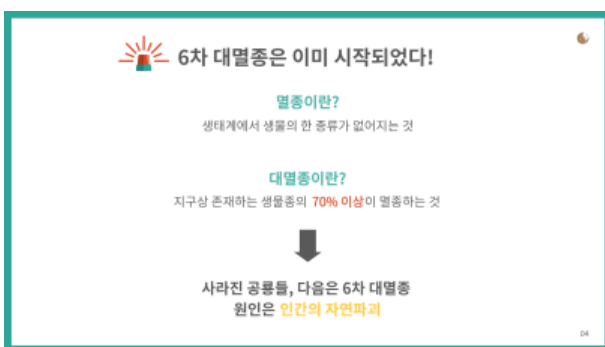 6차 대멸종은 이미 시작되었다!
멸종이란?
생태계에서 생물의 한 종류가 없어지는 것
대멸종이란?
지구상 존재하는 생물종의 70% 이상이 멸종하는 것
사라진 공룡들, 다음은 6차 대멸종
원인은 인간의 자연파괴
04